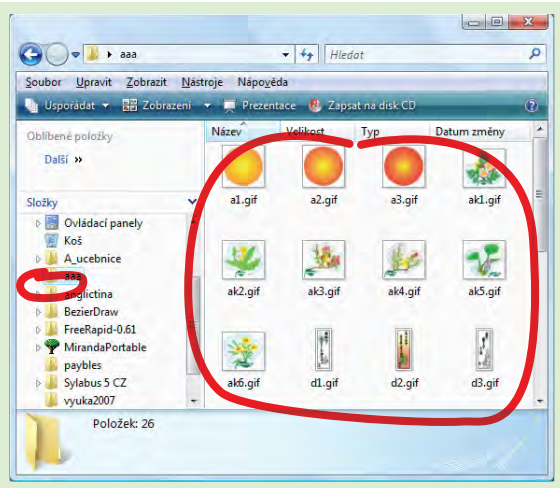 aaa
Hledat
Soubor Upravit Zobrazit Nástroje Nápověda
Uspořádat Zobrazení Prezentace Zapsat na disk CD
Oblíbené položky
Další
Složky
Ovládací panely
Koš
A_ucebnice
aaa
anglictina
BezierDraw
FreeRapid-0.61
MirandaPortable
paybles
Sylabus 5 CZ
vyuka2007
Název Velikost Typ Datum změny
a1.gif a2.gif a3.gif ak1.gif
ak2.gif ak3.gif ak4.gif ak5.gif
ak6.gif d1.gif d2.gif d3.gif
Položek: 26